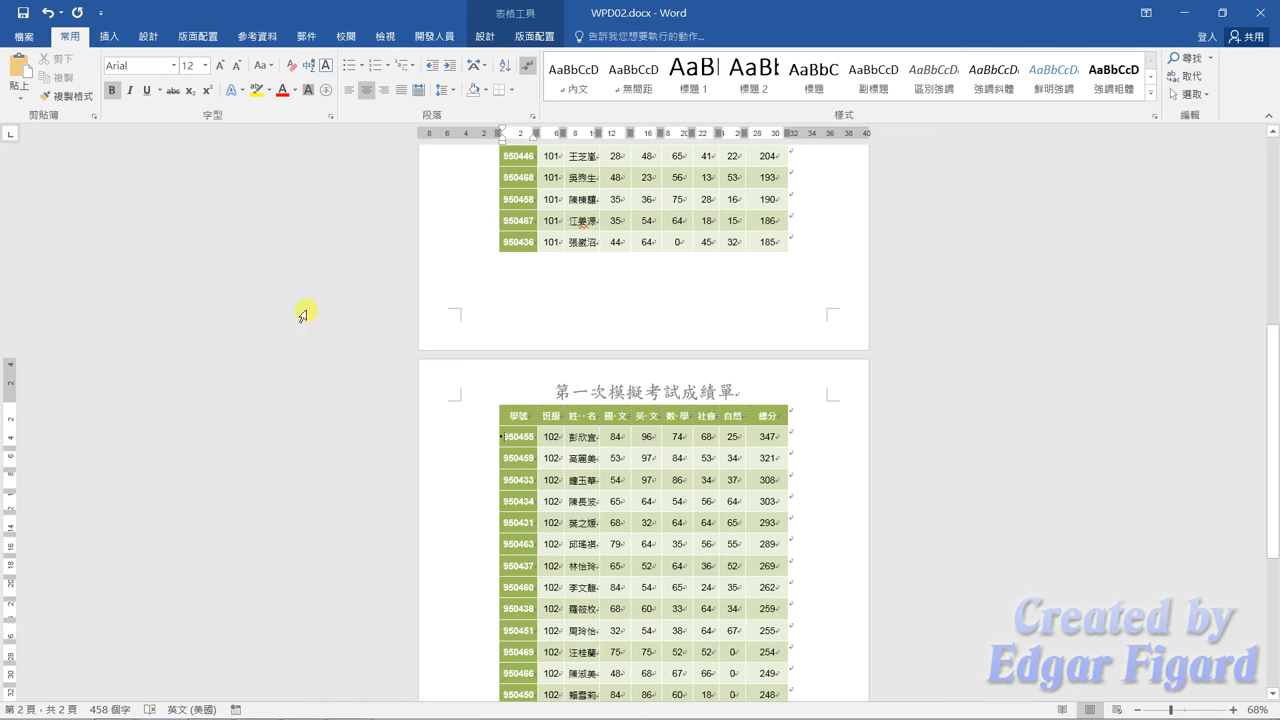 表格工具
WPD02.docx - Word
檔案 常用 插入 設計 版面配置 參考資料 郵件 校閱 檢視 開發人員 設計 版面配置 告訴我您想要執行的動作... 登入 共用
貼上 剪下 複製 複製格式
Arial 12
AaBbCcD AaBbCcD AaBl AaBb AaBbC AaBbCcD AaBbCcD AaBbCcDı AaBbCcDı AaBbCcD
內文 無間距 標題 1 標題 2 標題 副標題 區別強調 強調斜體 鮮明強調 強調粗體
尋找 取代 選取
剪貼簿 字型 段落 樣式 編輯
950446 101 王芝嵐 28 48 65 41 22 204
950468 101 吳煦生 48 23 56 13 53 193
950458 101 陳棟驤 35 36 75 28 16 190
950467 101 江姜源 35 54 64 18 15 186
950436 101 張崴沼 44 64 0 45 32 185
第一次模擬考試成績單
學號 班級 姓名 國文 英文 數學 社會 自然 總分
950455 102 彭欣宜 84 96 74 68 25 347
950459 102 高麗美 53 97 84 53 34 321
950433 102 鐘玉華 54 97 86 34 37 308
950434 102 陳長波 65 64 54 56 64 303
950431 102 葉之媛 68 32 64 64 65 293
950463 102 邱瑤祺 79 64 35 56 55 289
950437 102 林怡玲 65 52 64 36 52 269
950460 102 李文馥 84 54 65 24 35 262
950438 102 羅筱枚 68 60 33 64 34 259
950451 102 周玲怡 32 54 38 64 67 255
950469 102 汪桂蘭 75 75 52 52 0 254
950466 102 陳淑美 48 68 67 66 0 249
950450 102 賴雪莉 84 86 60 18 0 248
Created by
Edgar Figard
第 2 頁，共 2 頁 458 個字 英文 (美國) 68%